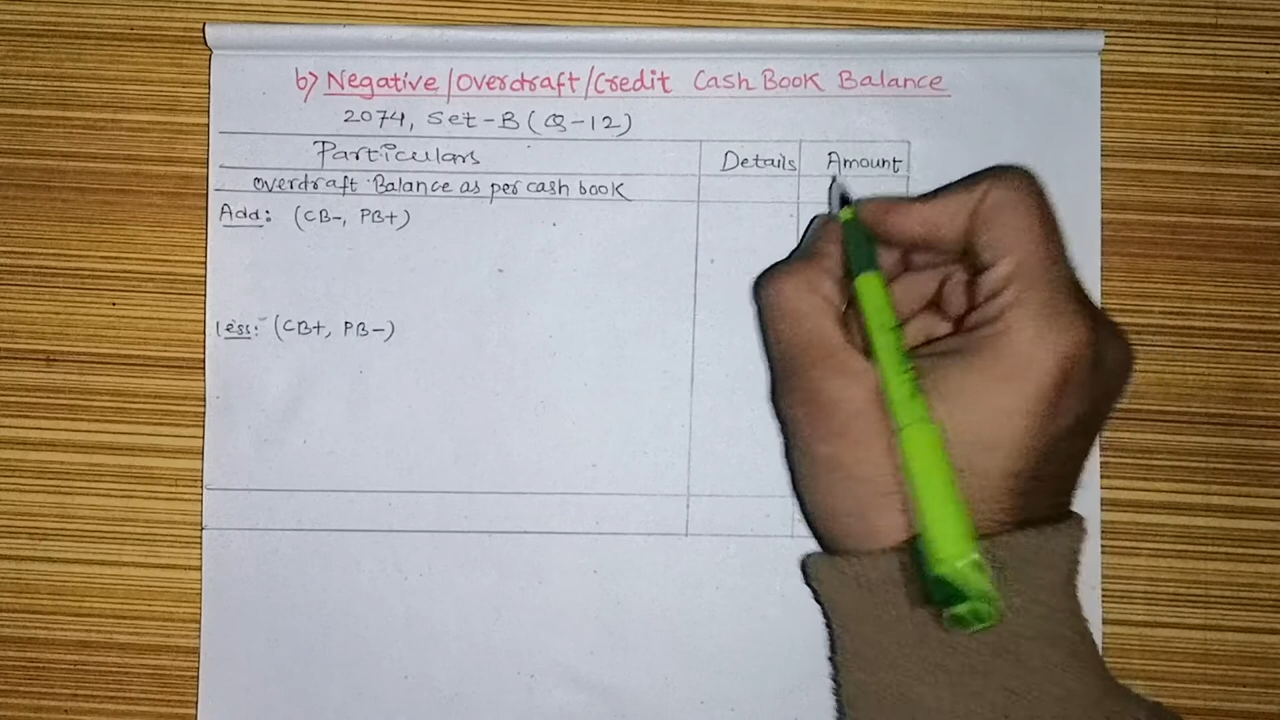 b) Negative/Overdraft/Credit Cash Book Balance
2074, Set-B (Q-12)
Particulars Details Amount
Overdraft Balance as per cash book
Add: (CB-, PB+)
Less: (CB+, PB-)